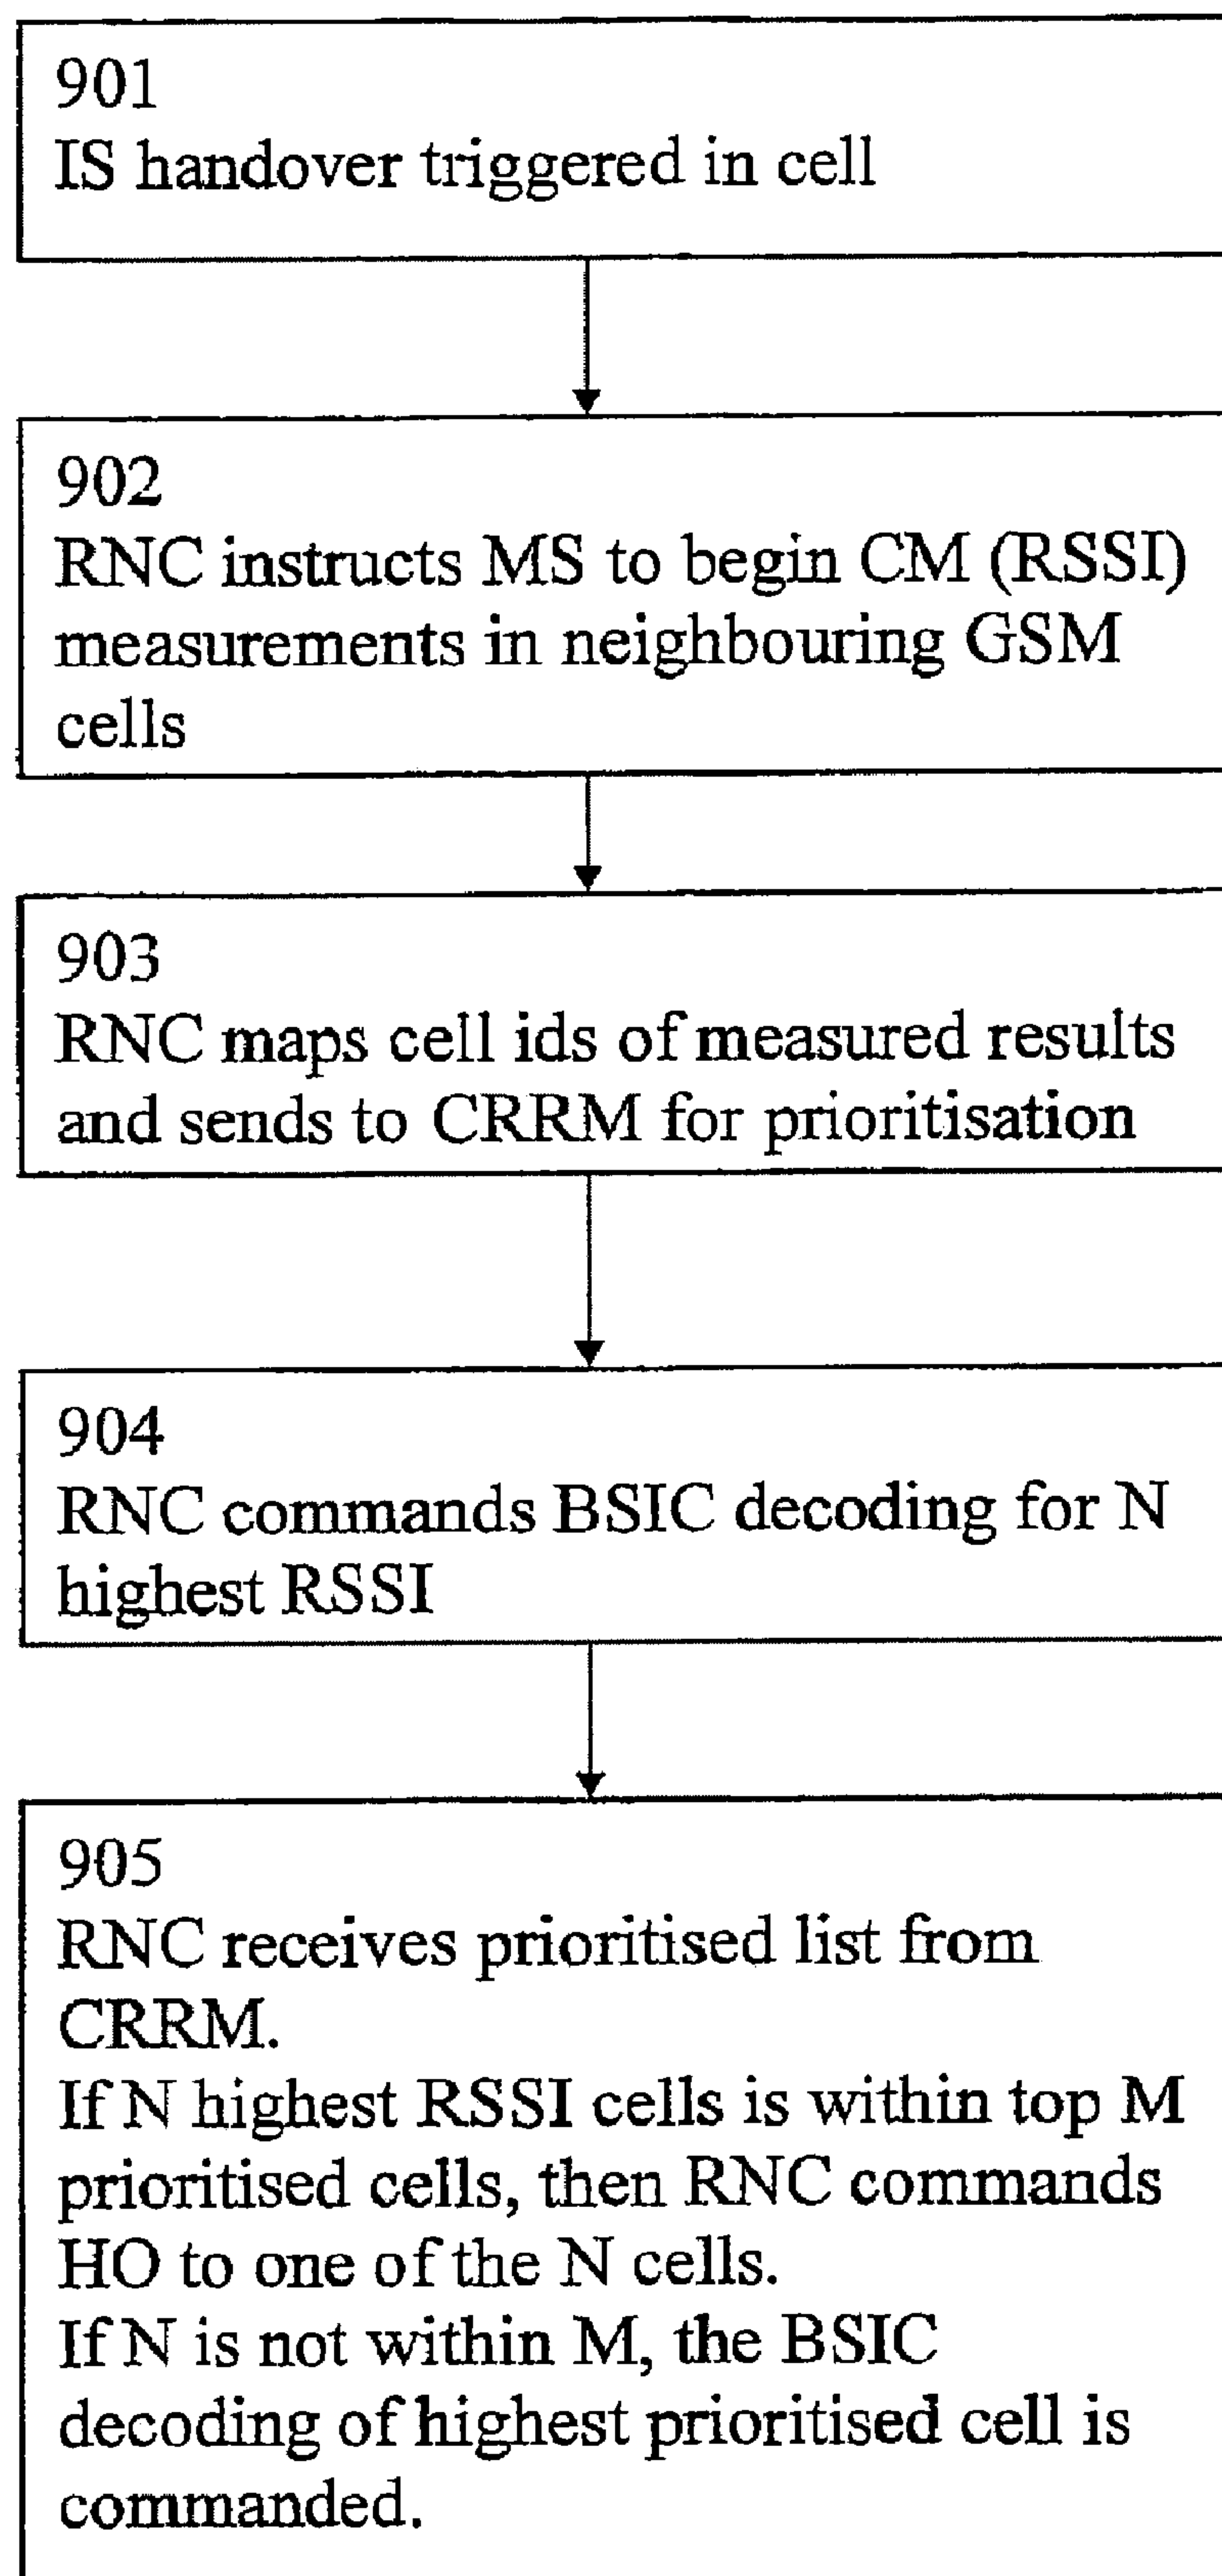 901
IS handover triggered in cell
902
RNC instructs MS to begin CM (RSSI)
measurements in neighbouring GSM
cells
903
RNC maps cell ids of measured results
and sends to CRRM for prioritisation
904
RNC commands BSIC decoding for N
highest RSSI
905
RNC receives prioritised list from
CRRM.
If N highest RSSI cells is within top M
prioritised cells, then RNC commands
HO to one of the N cells.
If N is not within M, the BSIC
decoding of highest prioritised cell is
commanded.